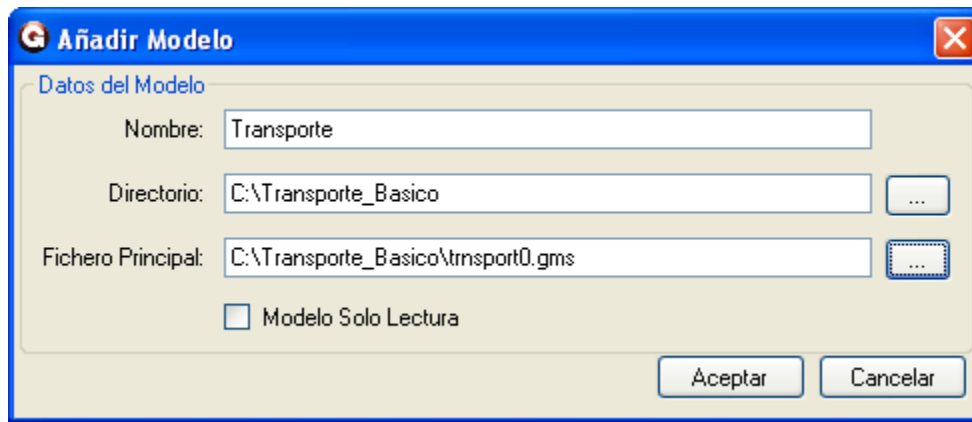 Añadir Modelo
Datos del Modelo
Nombre: Transporte
Directorio: C:\Transporte_Basico ...
Fichero Principal: C:\Transporte_Basico\trnsport0.gms ...
Modelo Solo Lectura
Aceptar Cancelar